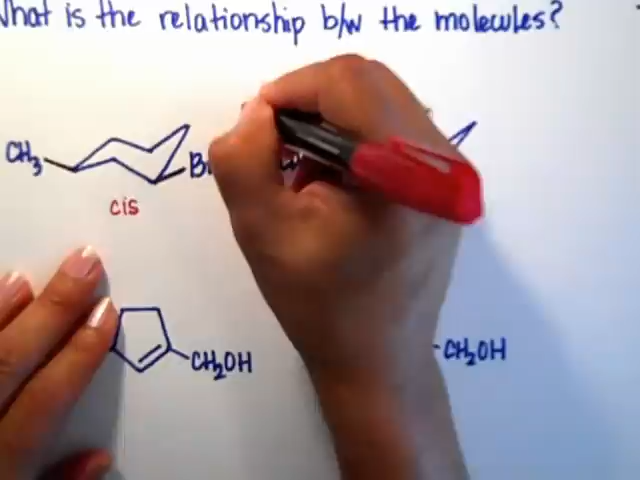 What is the relationship b/w the molecules?
CH3 Br
cis
CH2OH CH2OH